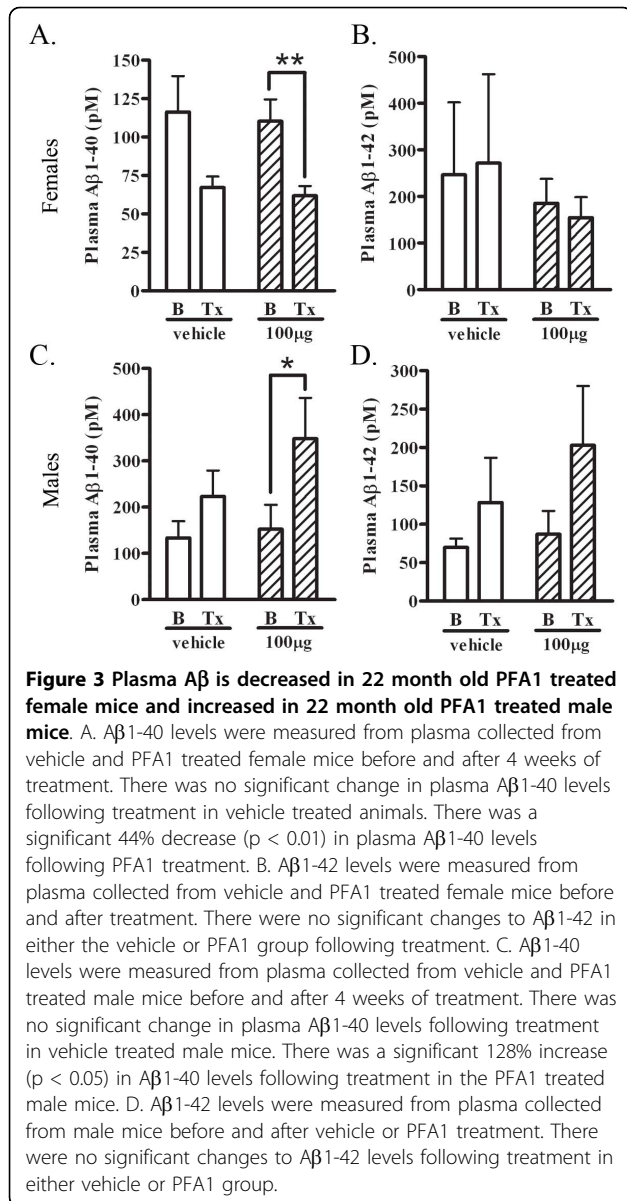 A.
B.
Females
Plasma Aβ1-40 (pM)
150
125
100
75
50
25
0
**
B Tx B Tx
vehicle 100µg
Plasma Aβ1-42 (pM)
500
400
300
200
100
0
B Tx B Tx
vehicle 100µg
C.
D.
Males
Plasma Aβ1-40 (pM)
500
400
300
200
100
0
*
B Tx B Tx
vehicle 100µg
Plasma Aβ1-42 (pM)
300
250
200
150
100
50
0
B Tx B Tx
vehicle 100µg
Figure 3 Plasma Aβ is decreased in 22 month old PFA1 treated
female mice and increased in 22 month old PFA1 treated male
mice. A. Aβ1-40 levels were measured from plasma collected from
vehicle and PFA1 treated female mice before and after 4 weeks of
treatment. There was no significant change in plasma Aβ1-40 levels
following treatment in vehicle treated animals. There was a
significant 44% decrease (p < 0.01) in plasma Aβ1-40 levels
following PFA1 treatment. B. Aβ1-42 levels were measured from
plasma collected from vehicle and PFA1 treated female mice before
and after treatment. There were no significant changes to Aβ1-42 in
either the vehicle or PFA1 group following treatment. C. Aβ1-40
levels were measured from plasma collected from vehicle and PFA1
treated male mice before and after 4 weeks of treatment. There was
no significant change in plasma Aβ1-40 levels following treatment
in vehicle treated male mice. There was a significant 128% increase
(p < 0.05) in Aβ1-40 levels following treatment in the PFA1 treated
male mice. D. Aβ1-42 levels were measured from plasma collected
from male mice before and after vehicle or PFA1 treatment. There
were no significant changes to Aβ1-42 levels following treatment in
either vehicle or PFA1 group.